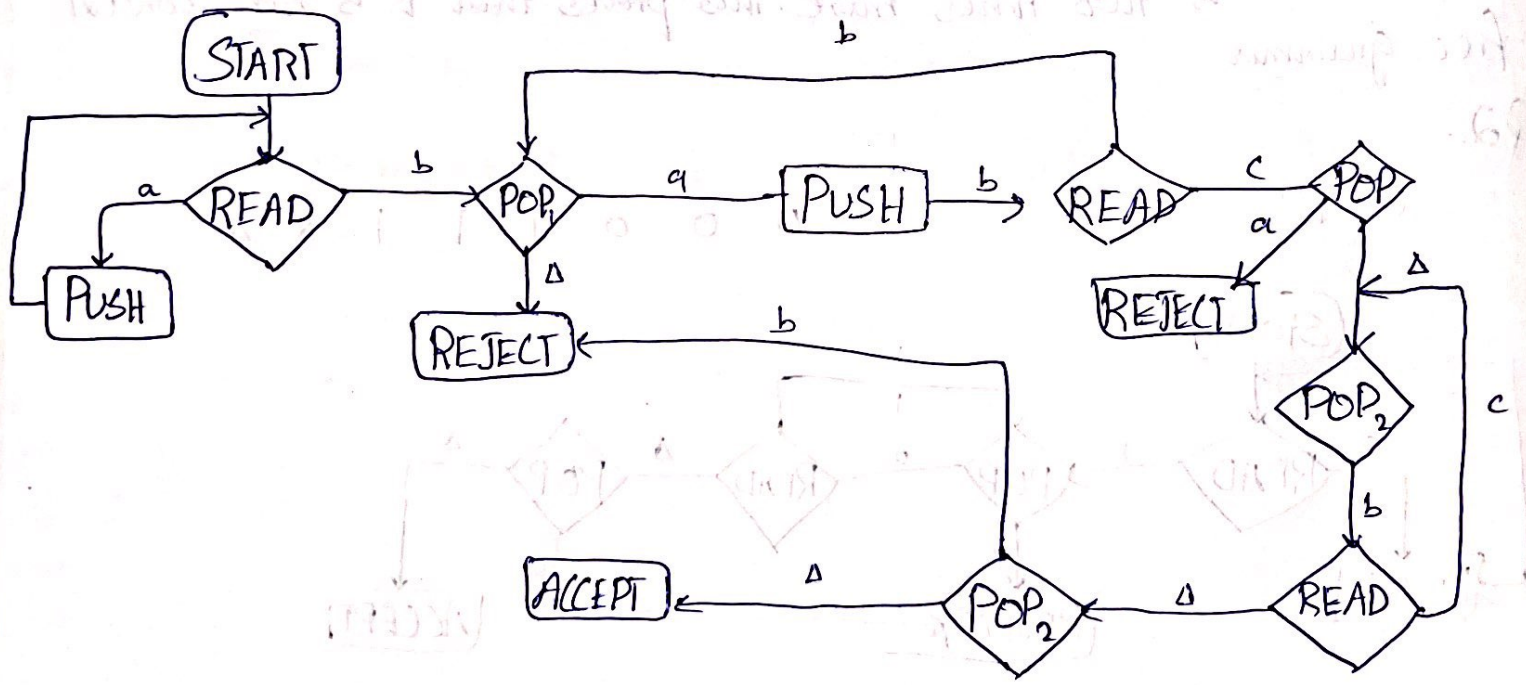 b
START
a
READ
b
POP₁
a
PUSH
b
READ
C
POP
a
Δ
Δ
PUSH
REJECT
REJECT
b
POP₂
c
b
ACCEPT
Δ
POP₂
Δ
READ